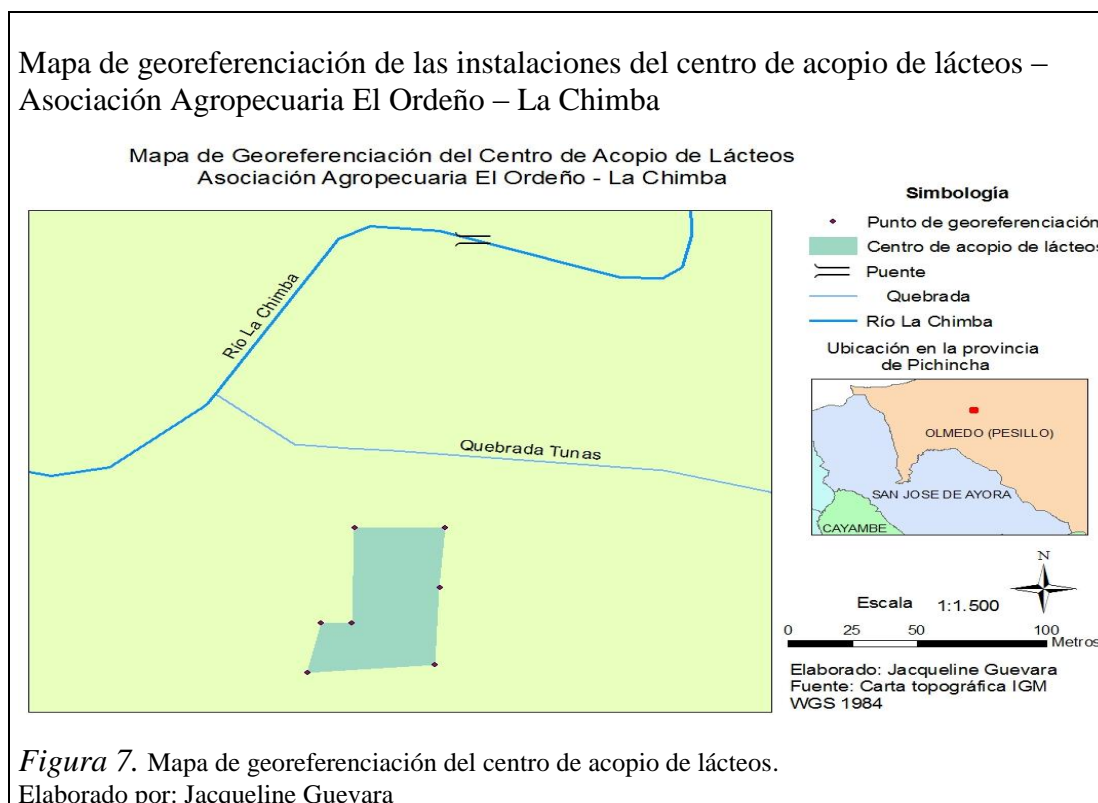 Mapa de georeferenciación de las instalaciones del centro de acopio de lácteos –
Asociación Agropecuaria El Ordeño – La Chimba
Mapa de Georeferenciación del Centro de Acopio de Lácteos
Asociación Agropecuaria El Ordeño - La Chimba
Río La Chimba
Quebrada Tunas
Simbología
Punto de georeferenciación
Centro de acopio de lácteos
Puente
Quebrada
Río La Chimba
Ubicación en la provincia
de Pichincha
OLMEDO (PESILLO)
SAN JOSE DE AYORA
CAYAMBE
N
Escala 1:1.500
0 25 50 100
Metros
Elaborado: Jacqueline Guevara
Fuente: Carta topográfica IGM
WGS 1984
Figura 7. Mapa de georeferenciación del centro de acopio de lácteos.
Elaborado por: Jacqueline Guevara